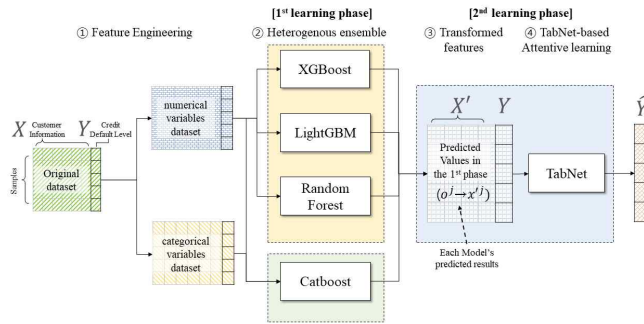 [1st learning phase]
[2nd learning phase]
① Feature Engineering
② Heterogenous ensemble
③ Transformed
features
④ TabNet-based
Attentive learning
X
Customer
Information
Y
Credit
Default Level
Samples
Original
dataset
numerical
variables
dataset
categorical
variables
dataset
XGBoost
LightGBM
Random
Forest
Catboost
X′
Y
Predicted
Values in
the 1st phase
(o^j→x′^j)
Each Model's
predicted results
TabNet
Ŷ